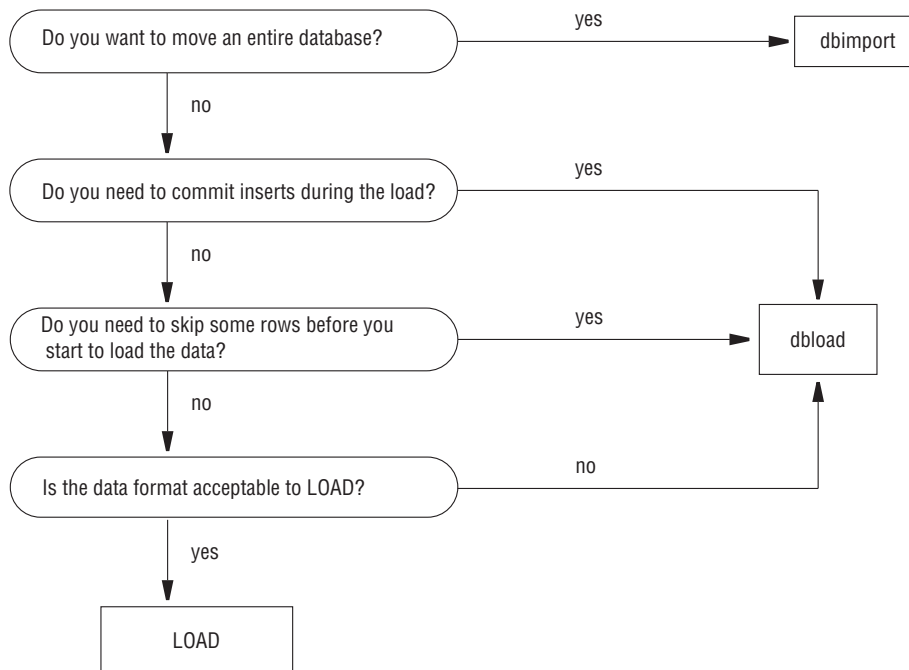 yes
Do you want to move an entire database?
dbimport
no
yes
Do you need to commit inserts during the load?
no
Do you need to skip some rows before you
start to load the data?
yes
dbload
no
no
Is the data format acceptable to LOAD?
yes
LOAD